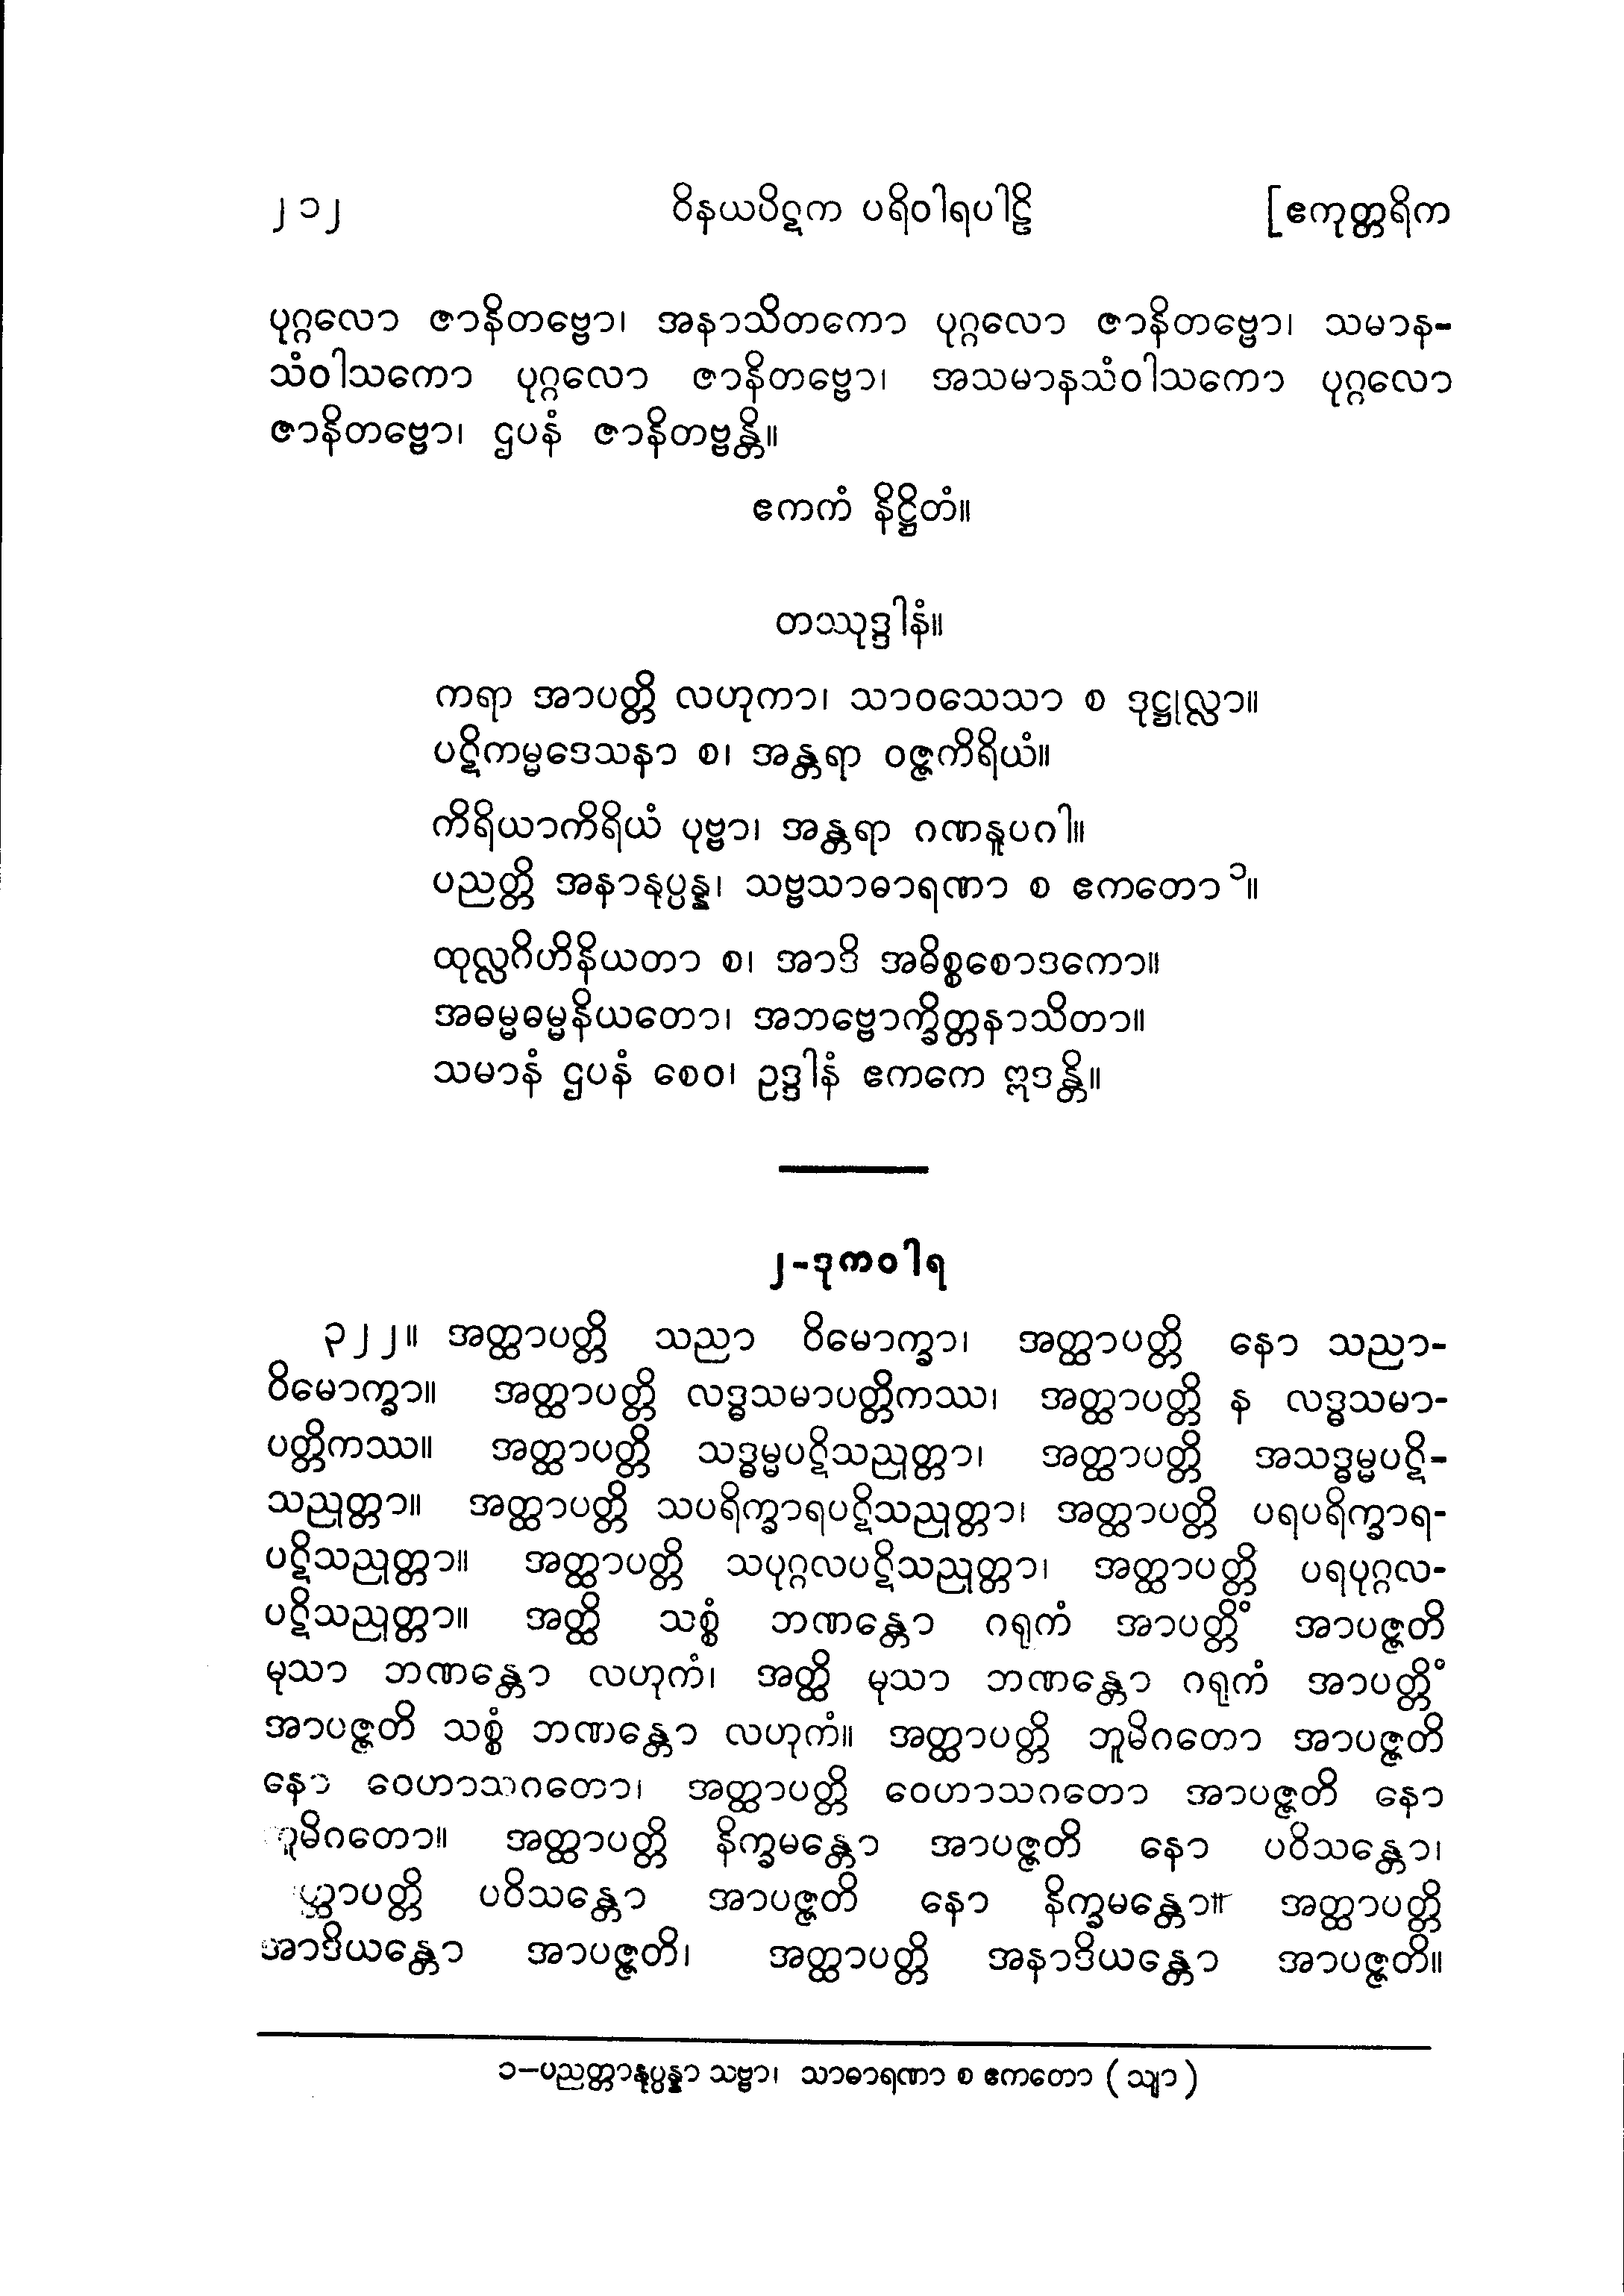 ၂၁၂ ဝိနယပိဋက ပရိဝါရပါဠိ [ဧကုတ္တရိက
ပုဂ္ဂလော ဇာနိတဗ္ဗော၊ အနာသိတကော ပုဂ္ဂလော ဇာနိတဗ္ဗော၊ သမာန-
သံဝါသကော ပုဂ္ဂလော ဇာနိတဗ္ဗော၊ အသမာနသံဝါသကော ပုဂ္ဂလော
ဇာနိတဗ္ဗော၊ ဌပနံ ဇာနိတဗ္ဗန္တိ။
ဧကကံ နိဋ္ဌိတံ။
တဿုဒ္ဒါနံ။
ကရာ အာပတ္တိ လဟုကာ၊ သာဝသေသာ စ ဒုဋ္ဌုလ္လာ။
ပဋိကမ္မဒေသနာ စ၊ အန္တရာ ဝဇ္ဇကိရိယံ။
ကိရိယာကိရိယံ ပုဗ္ဗာ၊ အန္တရာ ဂဏနူပဂါ။
ပညတ္တိ အနာနုပ္ပန္န၊ သဗ္ဗသာဓာရဏာ စ ဧကတော ၁။
ထုလ္လဂိဟိနိယတာ စ၊ အာဒိ အဓိစ္စစောဒကော။
အဓမ္မဓမ္မနိယတော၊ အဘဗ္ဗောက္ခိတ္တနာသိတာ။
သမာနံ ဌပနံ စေဝ၊ ဥဒ္ဒါနံ ဧကကေ ဣဒန္တိ။
၂-ဒုကဝါရ
၃၂၂။ အတ္ထာပတ္တိ သညာ ဝိမောက္ခာ၊ အတ္ထာပတ္တိ နော သညာ-
ဝိမောက္ခာ။ အတ္ထာပတ္တိ လဒ္ဓသမာပတ္တိကဿ၊ အတ္ထာပတ္တိ န လဒ္ဓသမာ-
ပတ္တိကဿ။ အတ္ထာပတ္တိ သဒ္ဓမ္မပဋိသညုတ္တာ၊ အတ္ထာပတ္တိ အသဒ္ဓမ္မပဋိ-
သညုတ္တာ။ အတ္ထာပတ္တိ သပရိက္ခာရပဋိသညုတ္တာ၊ အတ္ထာပတ္တိ ပရပရိက္ခာရ-
ပဋိသညုတ္တာ။ အတ္ထာပတ္တိ သပုဂ္ဂလပဋိသညုတ္တာ၊ အတ္ထာပတ္တိ ပရပုဂ္ဂလ-
ပဋိသညုတ္တာ။ အတ္ထိ သစ္စံ ဘဏန္တော ဂရုကံ အာပတ္တိံ အာပဇ္ဇတိ
မုသာ ဘဏန္တော လဟုကံ၊ အတ္ထိ မုသာ ဘဏန္တော ဂရုကံ အာပတ္တိံ
အာပဇ္ဇတိ သစ္စံ ဘဏန္တော လဟုကံ။ အတ္ထာပတ္တိ ဘူမိဂတော အာပဇ္ဇတိ
နော ဝေဟာသဂတော၊ အတ္ထာပတ္တိ ဝေဟာသဂတော အာပဇ္ဇတိ နော
ဘူမိဂတော။ အတ္ထာပတ္တိ နိက္ခမန္တော အာပဇ္ဇတိ နော ပဝိသန္တော၊
အတ္ထာပတ္တိ ပဝိသန္တော အာပဇ္ဇတိ နော နိက္ခမန္တော။ အတ္ထာပတ္တိ
အာဒိယန္တော အာပဇ္ဇတိ၊ အတ္ထာပတ္တိ အနာဒိယန္တော အာပဇ္ဇတိ။
၁-ပညတ္တာနုပ္ပန္နာ သဗ္ဗာ၊ သာဓာရဏာ စ ဧကတော (သျာ)